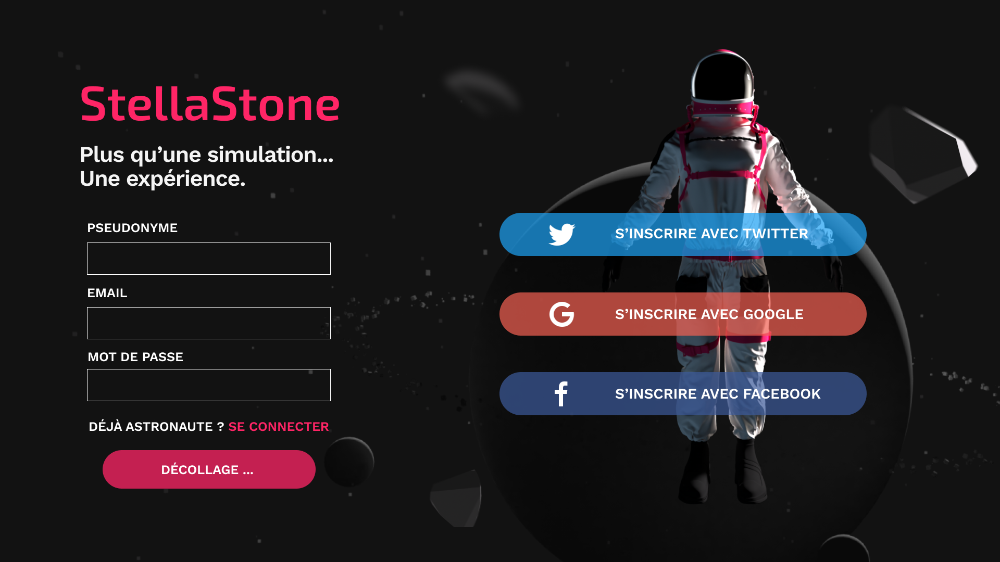 StellaStone
Plus qu’une simulation...
Une expérience.
PSEUDONYME
EMAIL
MOT DE PASSE
DÉJÀ ASTRONAUTE ? SE CONNECTER
DÉCOLLAGE ...
S’INSCRIRE AVEC TWITTER
S’INSCRIRE AVEC GOOGLE
S’INSCRIRE AVEC FACEBOOK